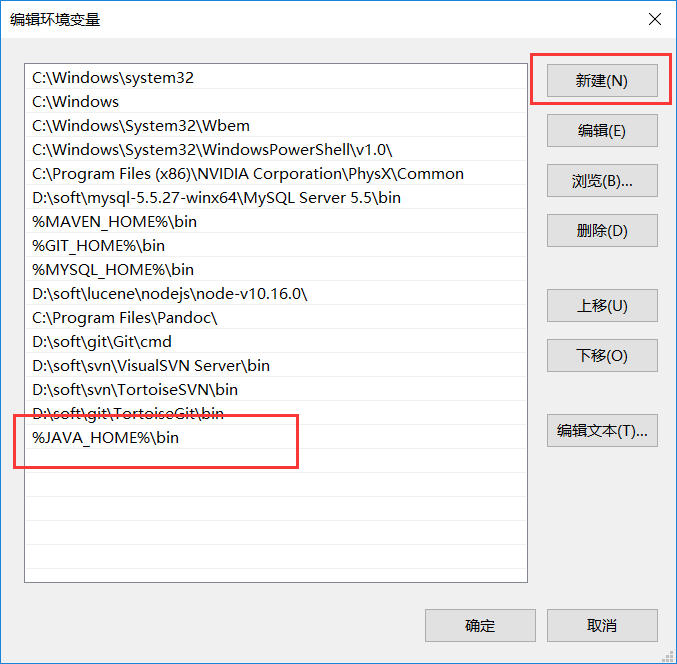 编辑环境变量
C:\Windows\system32
C:\Windows
C:\Windows\System32\Wbem
C:\Windows\System32\WindowsPowerShell\v1.0\
C:\Program Files (x86)\NVIDIA Corporation\PhysX\Common
D:\soft\mysql-5.5.27-winx64\MySQL Server 5.5\bin
%MAVEN_HOME%\bin
%GIT_HOME%\bin
%MYSQL_HOME%\bin
D:\soft\lucene\nodejs\node-v10.16.0\
C:\Program Files\Pandoc\
D:\soft\git\Git\cmd
D:\soft\svn\VisualSVN Server\bin
D:\soft\svn\TortoiseSVN\bin
D:\soft\git\TortoiseGit\bin
%JAVA_HOME%\bin
新建(N)
编辑(E)
浏览(B)...
删除(D)
上移(U)
下移(O)
编辑文本(T)...
确定
取消